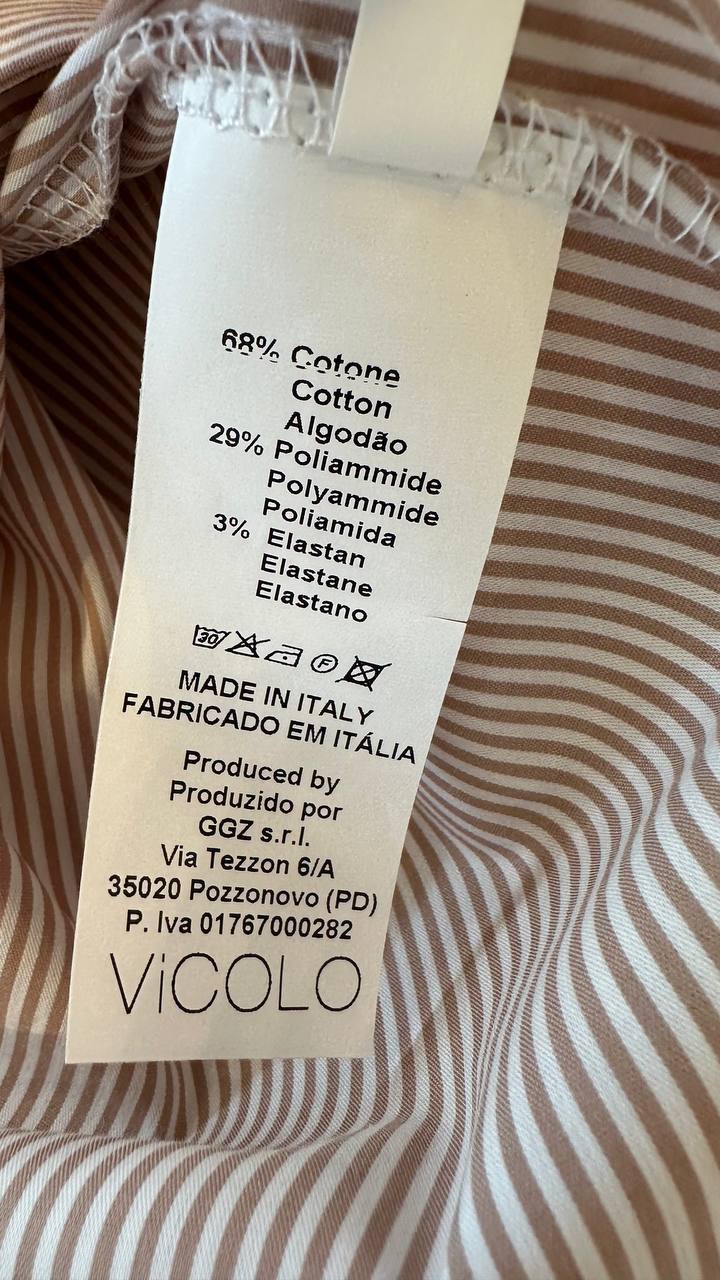 68% Cotone
Cotton
Algodão
29% Poliammide
Polyammide
Poliamida
3% Elastan
Elastane
Elastano
30 F
MADE IN ITALY
FABRICADO EM ITÁLIA
Produced by
Produzido por
GGZ s.r.l.
Via Tezzon 6/A
35020 Pozzonovo (PD)
P. Iva 01767000282
ViCOLO